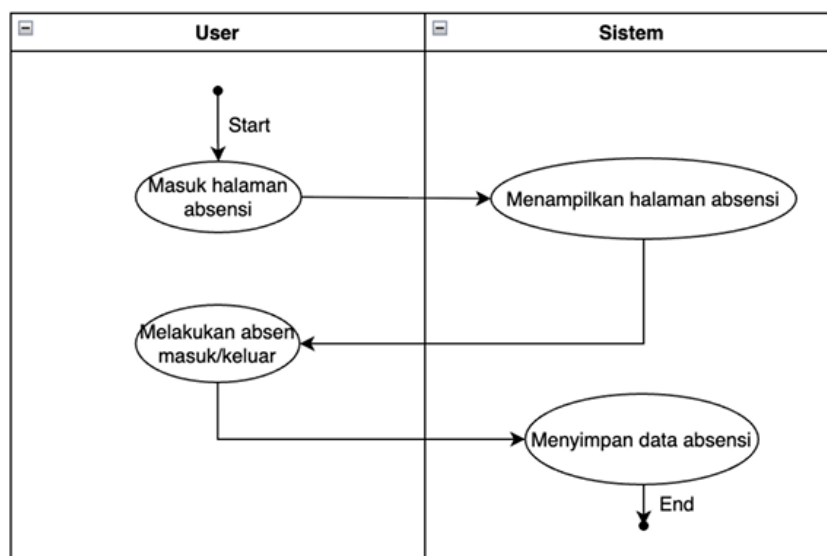 User
Sistem
Start
Masuk halaman
absensi
Menampilkan halaman absensi
Melakukan absen
masuk/keluar
Menyimpan data absensi
End